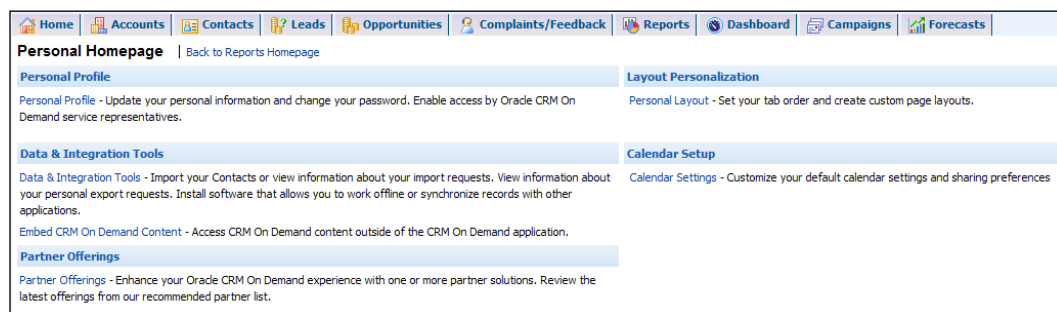 Home Accounts Contacts Leads Opportunities Complaints/Feedback Reports Dashboard Campaigns Forecasts
Personal Homepage | Back to Reports Homepage
Personal Profile
Personal Profile - Update your personal information and change your password. Enable access by Oracle CRM On
Demand service representatives.
Layout Personalization
Personal Layout - Set your tab order and create custom page layouts.
Data & Integration Tools
Data & Integration Tools - Import your Contacts or view information about your import requests. View information about
your personal export requests. Install software that allows you to work offline or synchronize records with other
applications.
Embed CRM On Demand Content - Access CRM On Demand content outside of the CRM On Demand application.
Calendar Setup
Calendar Settings - Customize your default calendar settings and sharing preferences
Partner Offerings
Partner Offerings - Enhance your Oracle CRM On Demand experience with one or more partner solutions. Review the
latest offerings from our recommended partner list.